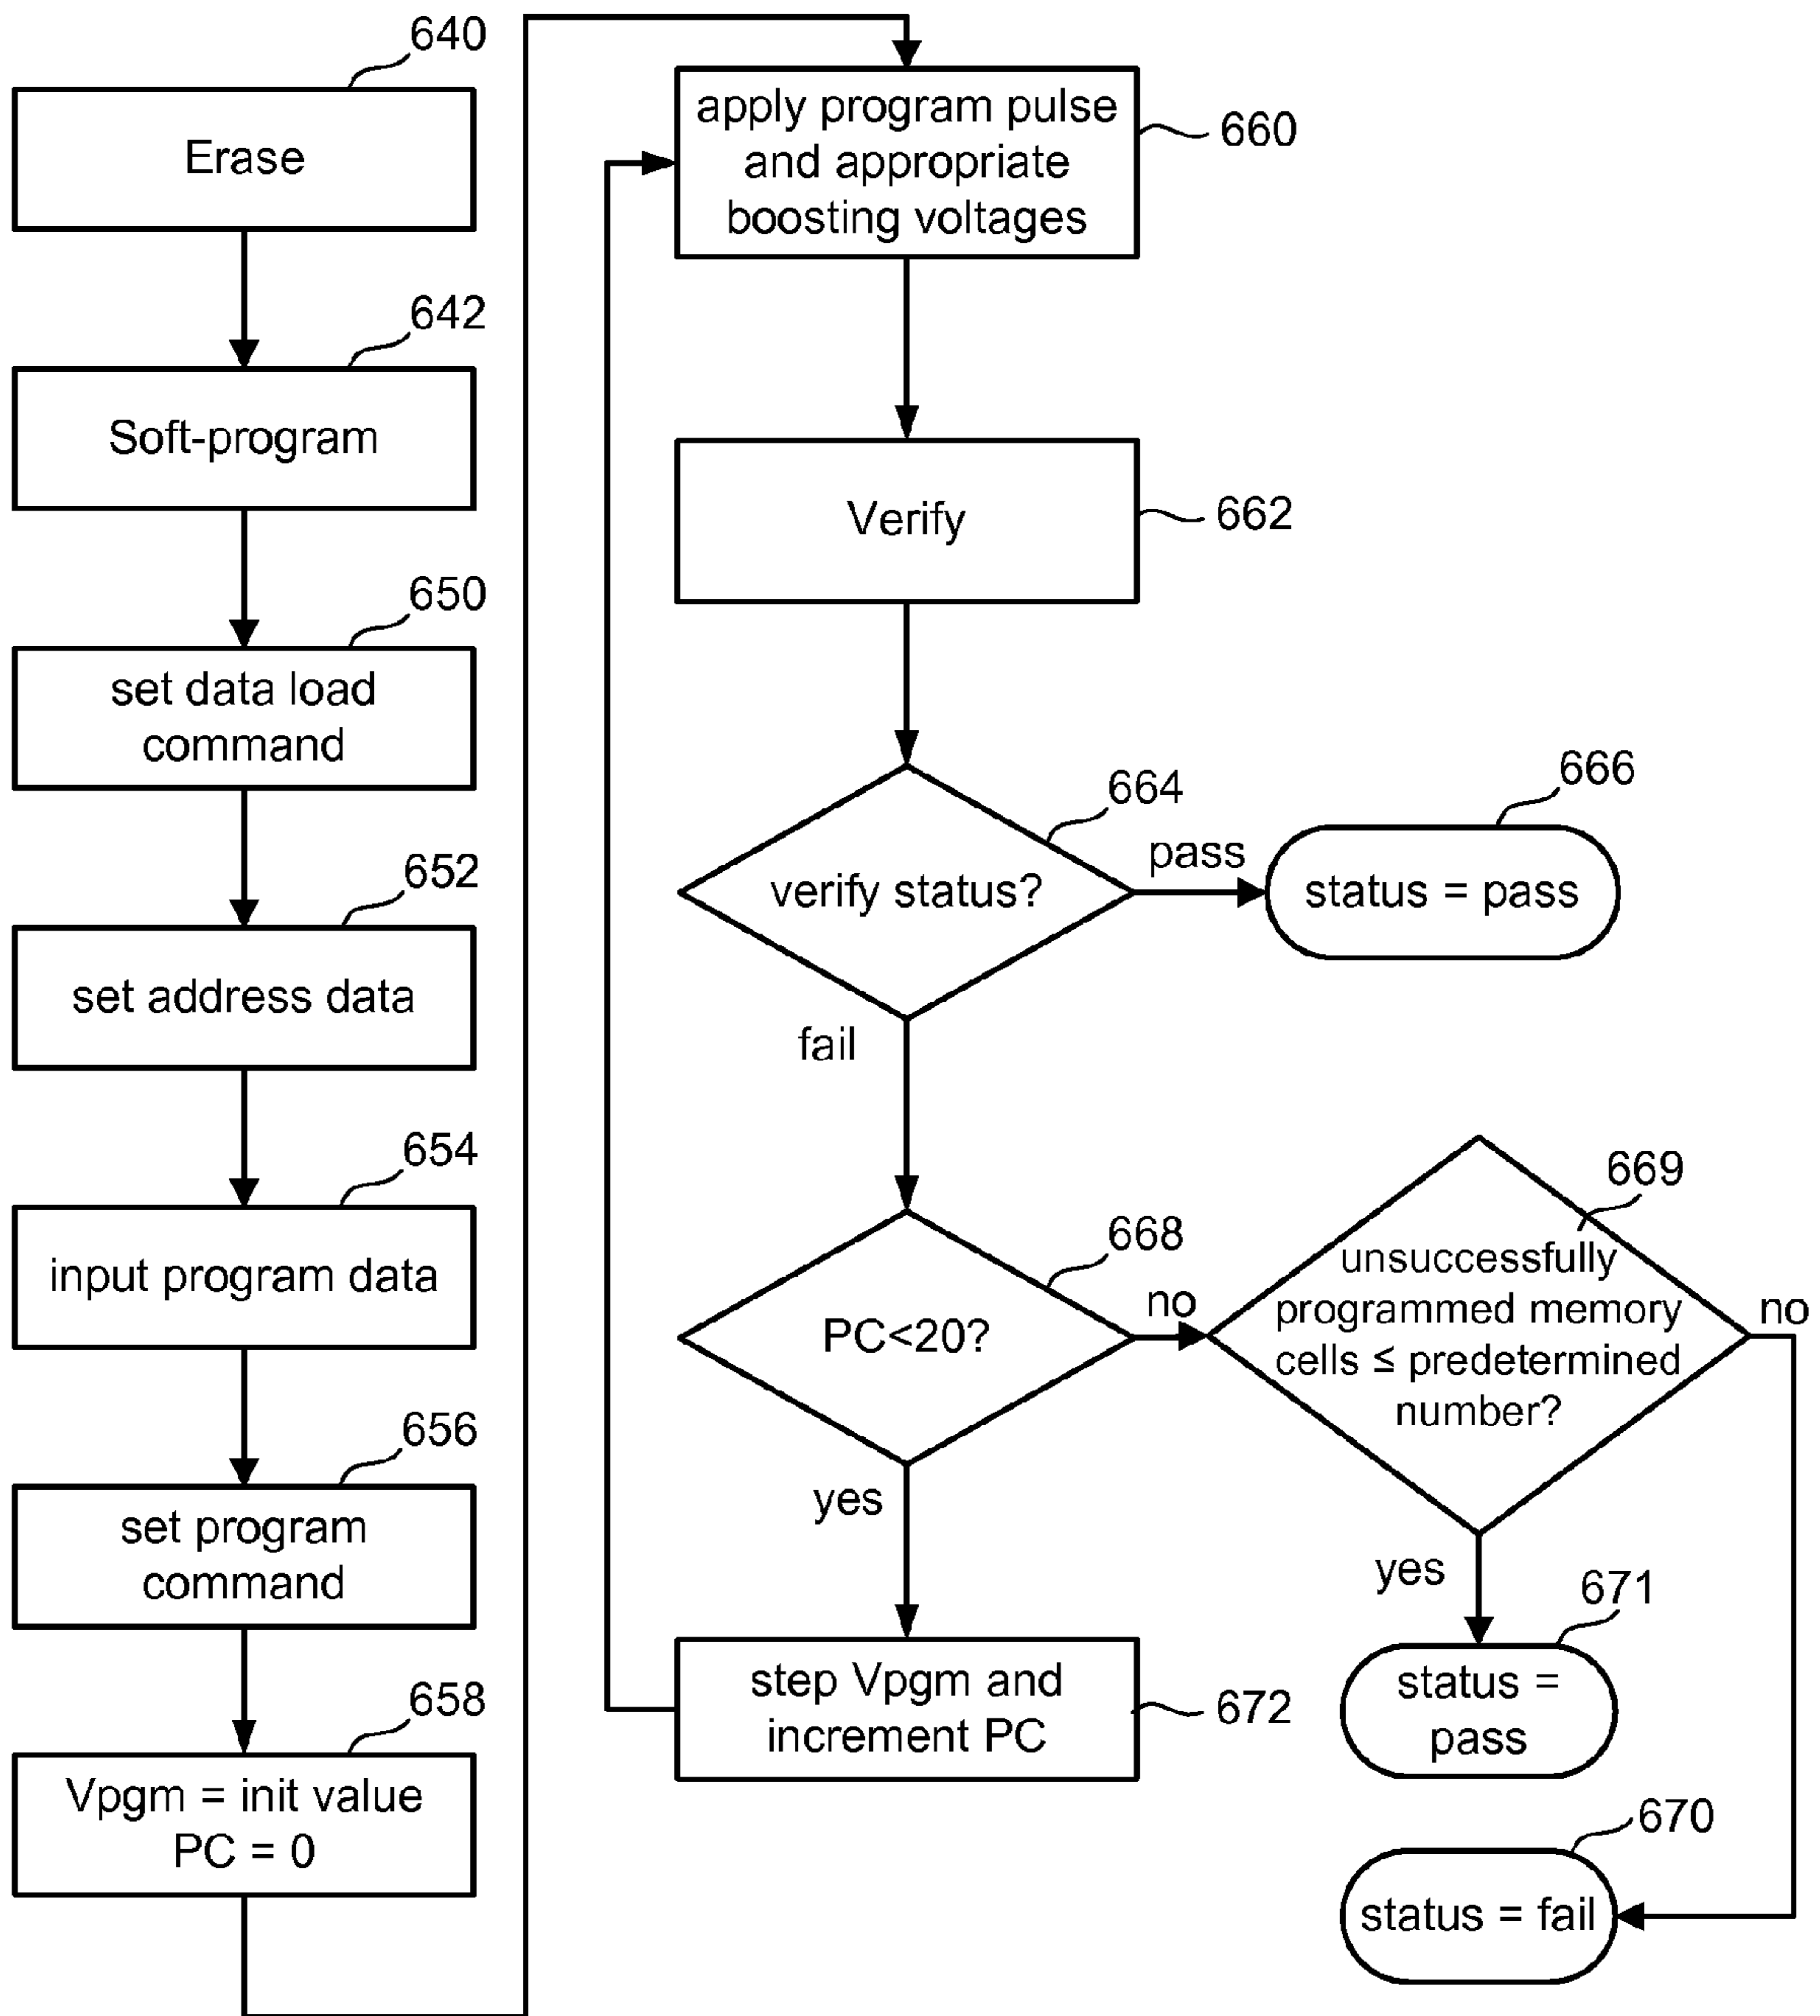 640
Erase
642
Soft-program
650
set data load
command
652
set address data
654
input program data
656
set program
command
658
Vpgm = init value
PC = 0
apply program pulse
and appropriate
boosting voltages
660
Verify
662
664
verify status?
pass
666
status = pass
fail
668
PC<20?
no
669
unsuccessfully
programmed memory
cells ≤ predetermined
number?
no
yes
yes
671
status =
pass
step Vpgm and
increment PC
672
670
status = fail